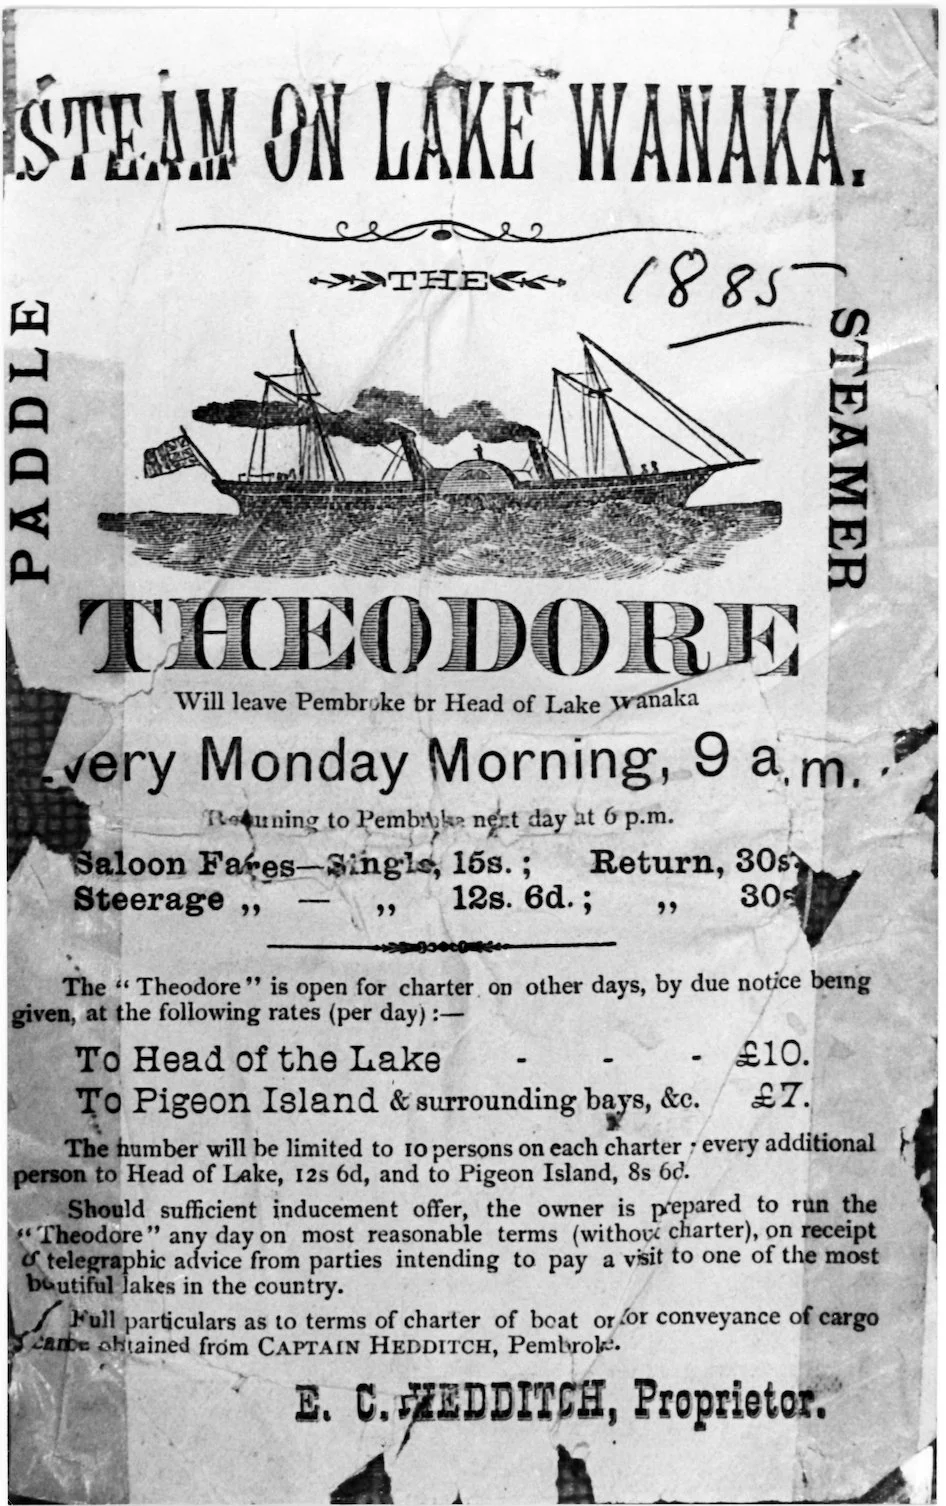 STEAM ON LAKE WANAKA.
THE
1885
PADDLE
STEAMER
THEODORE
Will leave Pembroke for Head of Lake Wanaka
Every Monday Morning, 9 a.m.
Returning to Pembroke next day at 6 p.m.
Saloon Fares—Single, 15s.; Return, 30s.
Steerage „ — „ 12s. 6d.; „ 30s
The “Theodore” is open for charter on other days, by due notice being
given, at the following rates (per day) :—
To Head of the Lake - - - £10.
To Pigeon Island & surrounding bays, &c. £7.
The number will be limited to 10 persons on each charter ; every additional
person to Head of Lake, 12s 6d, and to Pigeon Island, 8s 6d.
Should sufficient inducement offer, the owner is prepared to run the
“Theodore” any day on most reasonable terms (without charter), on receipt
of telegraphic advice from parties intending to pay a visit to one of the most
beautiful lakes in the country.
Full particulars as to terms of charter of boat or for conveyance of cargo
can be obtained from CAPTAIN HEDDITCH, Pembroke.
E. C. HEDDITCH, Proprietor.